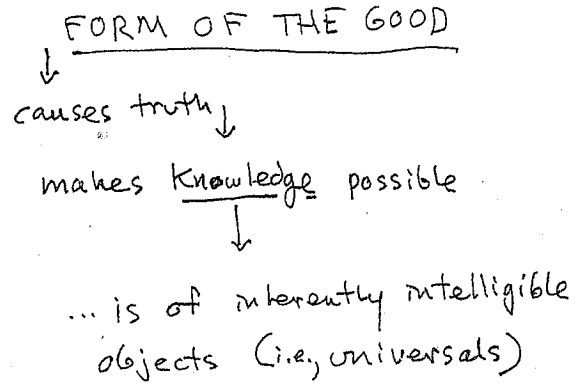 FORM OF THE GOOD
causes truth
makes knowledge possible
... is of inherently intelligible
objects (i.e., universals)